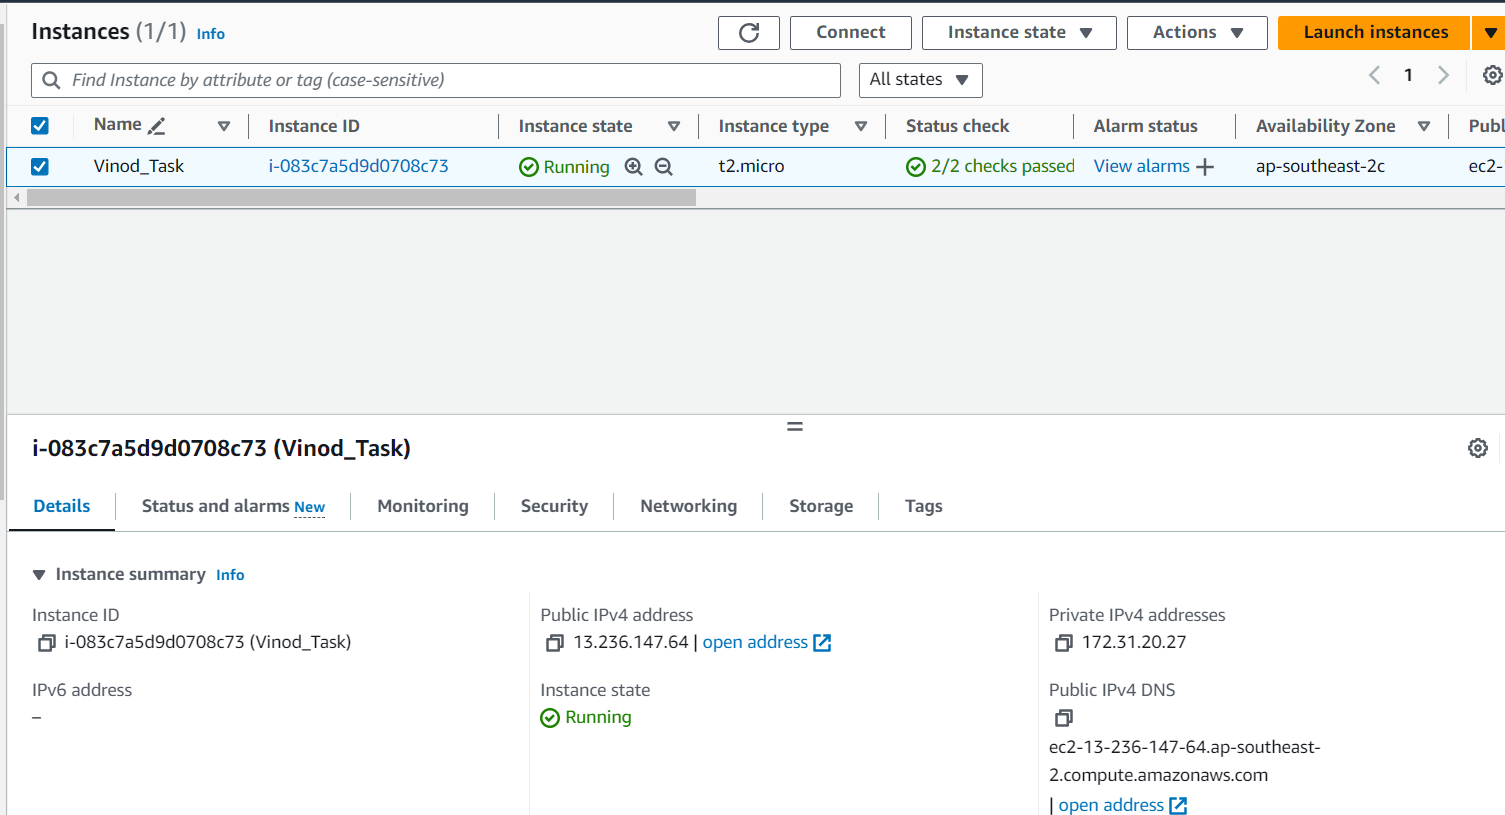 Instances (1/1) Info
Connect
Instance state
Actions
Launch instances
Find Instance by attribute or tag (case-sensitive)
All states
1
Name Instance ID Instance state Instance type Status check Alarm status Availability Zone Publ
Vinod_Task i-083c7a5d9d0708c73 Running t2.micro 2/2 checks passed View alarms + ap-southeast-2c ec2-
i-083c7a5d9d0708c73 (Vinod_Task)
Details Status and alarms New Monitoring Security Networking Storage Tags
Instance summary Info
Instance ID
i-083c7a5d9d0708c73 (Vinod_Task)
Public IPv4 address
13.236.147.64 | open address
Private IPv4 addresses
172.31.20.27
IPv6 address
–
Instance state
Running
Public IPv4 DNS
ec2-13-236-147-64.ap-southeast-
2.compute.amazonaws.com
| open address